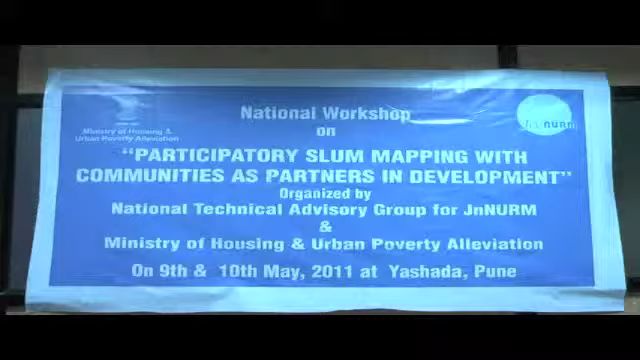 National Workshop
on
Ministry of Housing &
Urban Poverty Alleviation
JnNURM
"PARTICIPATORY SLUM MAPPING WITH
COMMUNITIES AS PARTNERS IN DEVELOPMENT"
Organized by
National Technical Advisory Group for JnNURM
&
Ministry of Housing & Urban Poverty Alleviation
On 9th & 10th May, 2011 at Yashada, Pune